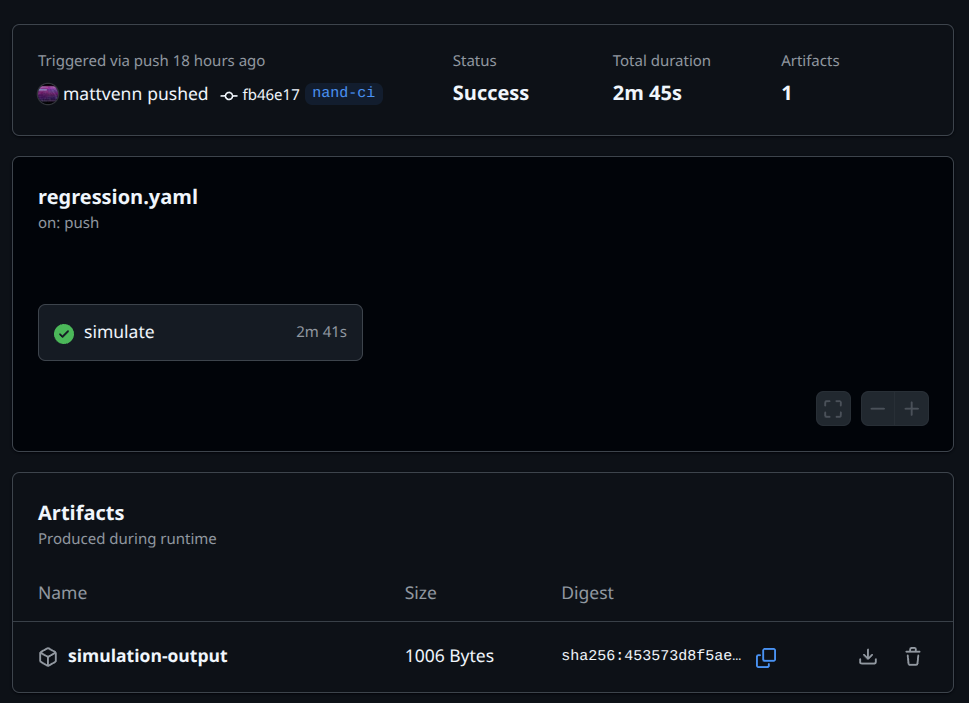 Triggered via push 18 hours ago
mattvenn pushed fb46e17 nand-ci
Status
Success
Total duration
2m 45s
Artifacts
1
regression.yaml
on: push
simulate 2m 41s
Artifacts
Produced during runtime
Name Size Digest
simulation-output 1006 Bytes sha256:453573d8f5ae…